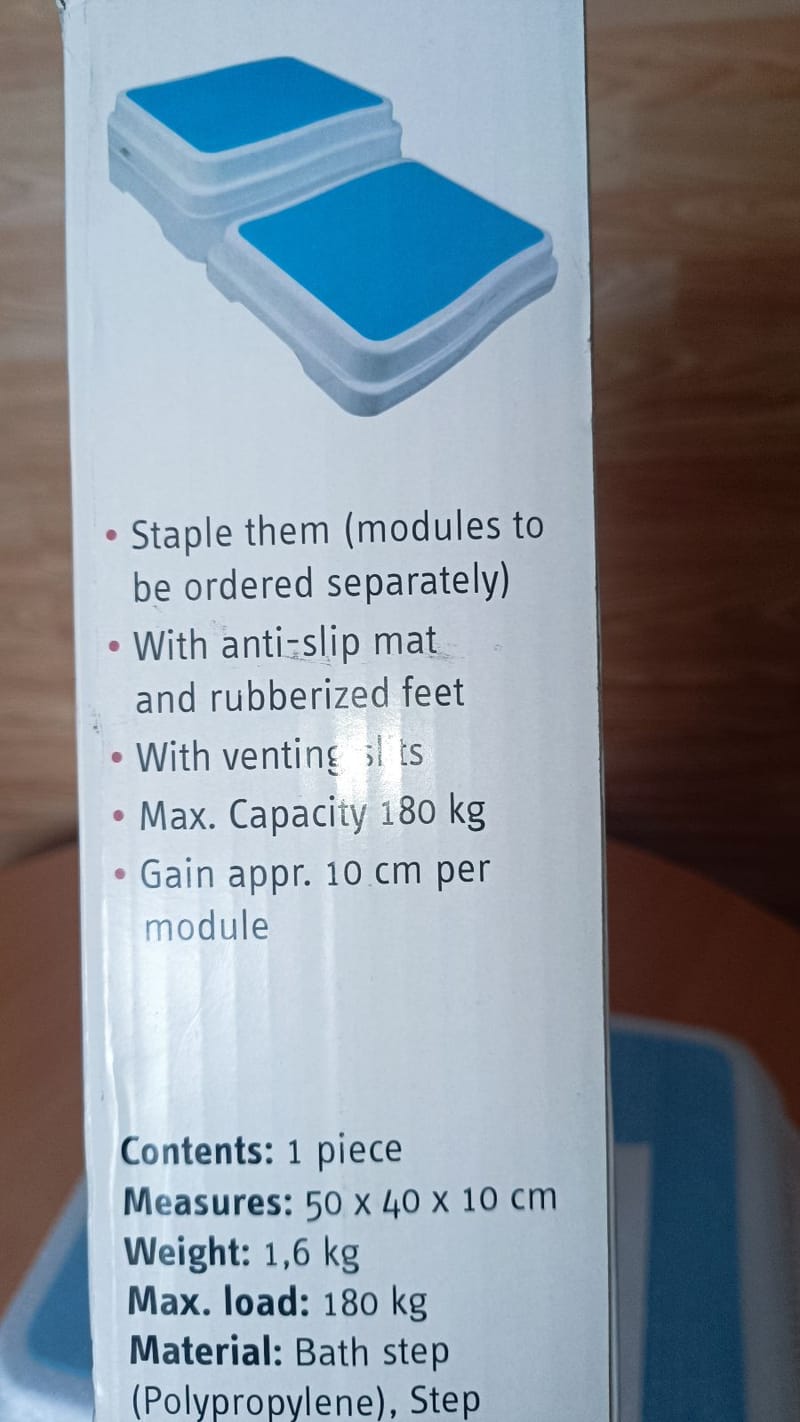 • Staple them (modules to
be ordered separately)
• With anti-slip mat
and rubberized feet
• With venting slits
• Max. Capacity 180 kg
• Gain appr. 10 cm per
module
Contents: 1 piece
Measures: 50 x 40 x 10 cm
Weight: 1,6 kg
Max. load: 180 kg
Material: Bath step
(Polypropylene), Step